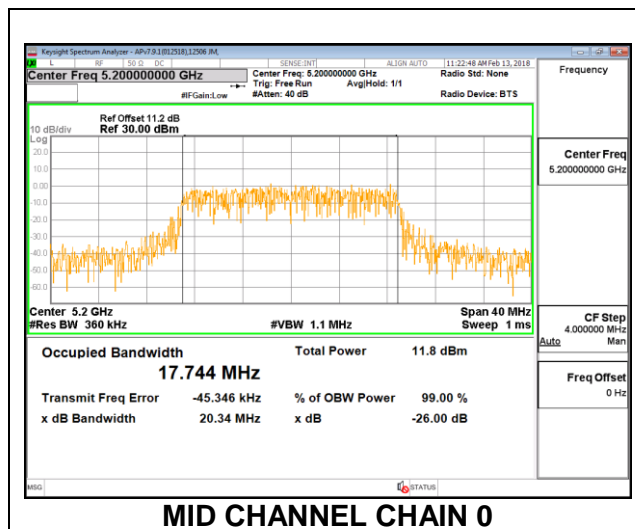 Keysight Spectrum Analyzer - APv7.9.1(012518),12506 JM,
RL RF 50 Ω DC SENSE:INT ALIGN AUTO 11:22:48 AM Feb 13, 2018
Center Freq 5.200000000 GHz
Center Freq: 5.200000000 GHz
Radio Std: None
Trig: Free Run Avg|Hold: 1/1
#IFGain:Low
#Atten: 40 dB
Radio Device: BTS
Frequency
Ref Offset 11.2 dB
10 dB/div Ref 30.00 dBm
Log
20.0
10.0
0.00
-10.0
-20.0
-30.0
-40.0
-50.0
-60.0
Center Freq
5.200000000 GHz
Center 5.2 GHz Span 40 MHz
#Res BW 360 kHz #VBW 1.1 MHz Sweep 1 ms
CF Step
4.000000 MHz
Auto Man
Occupied Bandwidth Total Power 11.8 dBm
17.744 MHz
Freq Offset
0 Hz
Transmit Freq Error -45.346 kHz % of OBW Power 99.00 %
x dB Bandwidth 20.34 MHz x dB -26.00 dB
MSG STATUS
MID CHANNEL CHAIN 0